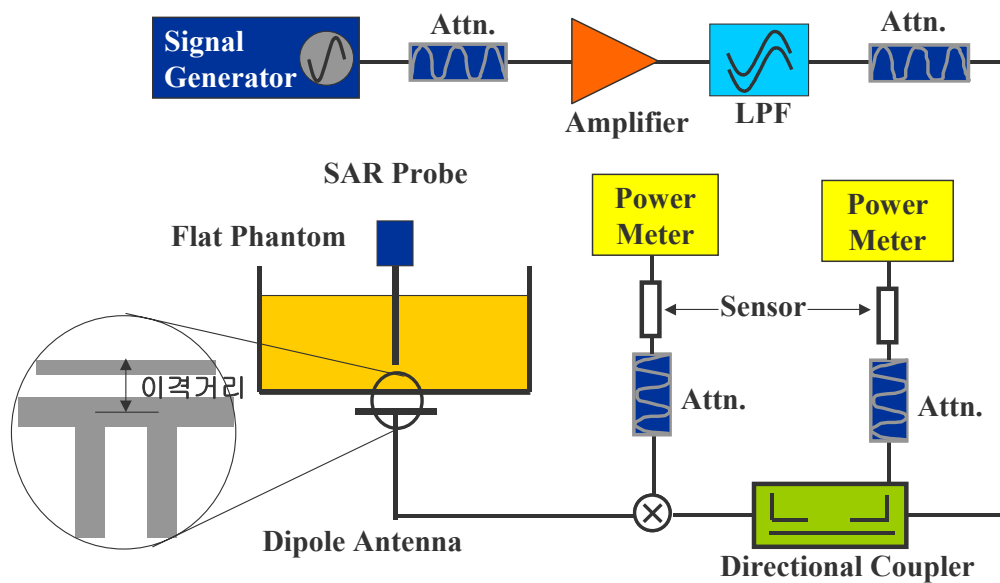 Signal
Generator
Attn.
Amplifier
LPF
Attn.
SAR Probe
Flat Phantom
Power
Meter
Power
Meter
Sensor
이격거리
Attn.
Attn.
Dipole Antenna
Directional Coupler